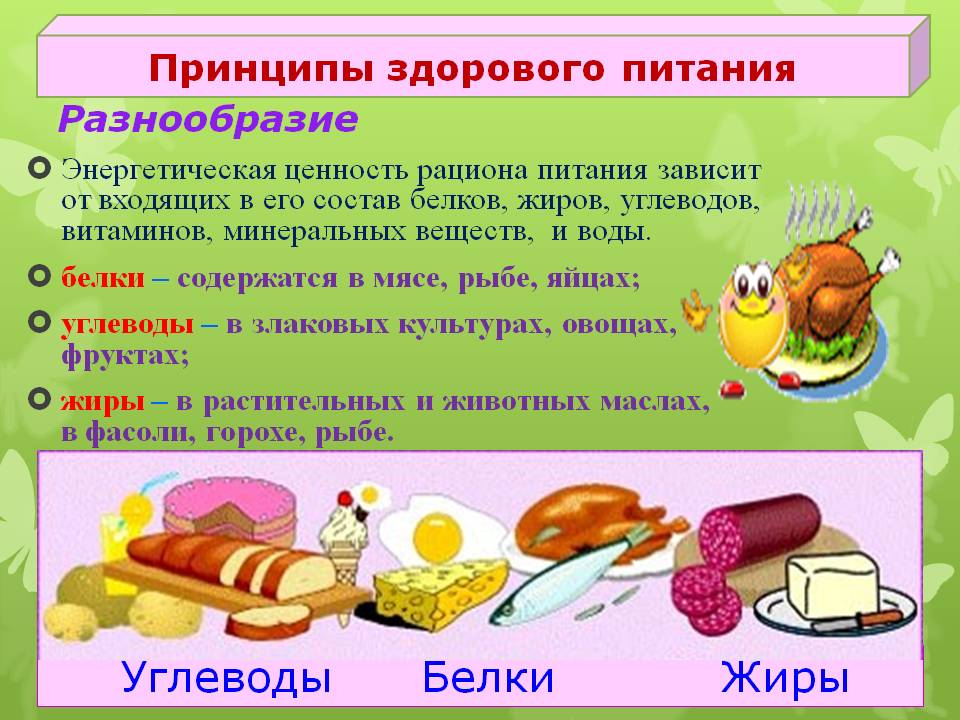 Принципы здорового питания
Разнообразие
Энергетическая ценность рациона питания зависит
от входящих в его состав белков, жиров, углеводов,
витаминов, минеральных веществ,  и воды.
белки – содержатся в мясе, рыбе, яйцах;
углеводы – в злаковых культурах, овощах,
фруктах;
жиры – в растительных и животных маслах,
в фасоли, горохе, рыбе.
Углеводы Белки Жиры